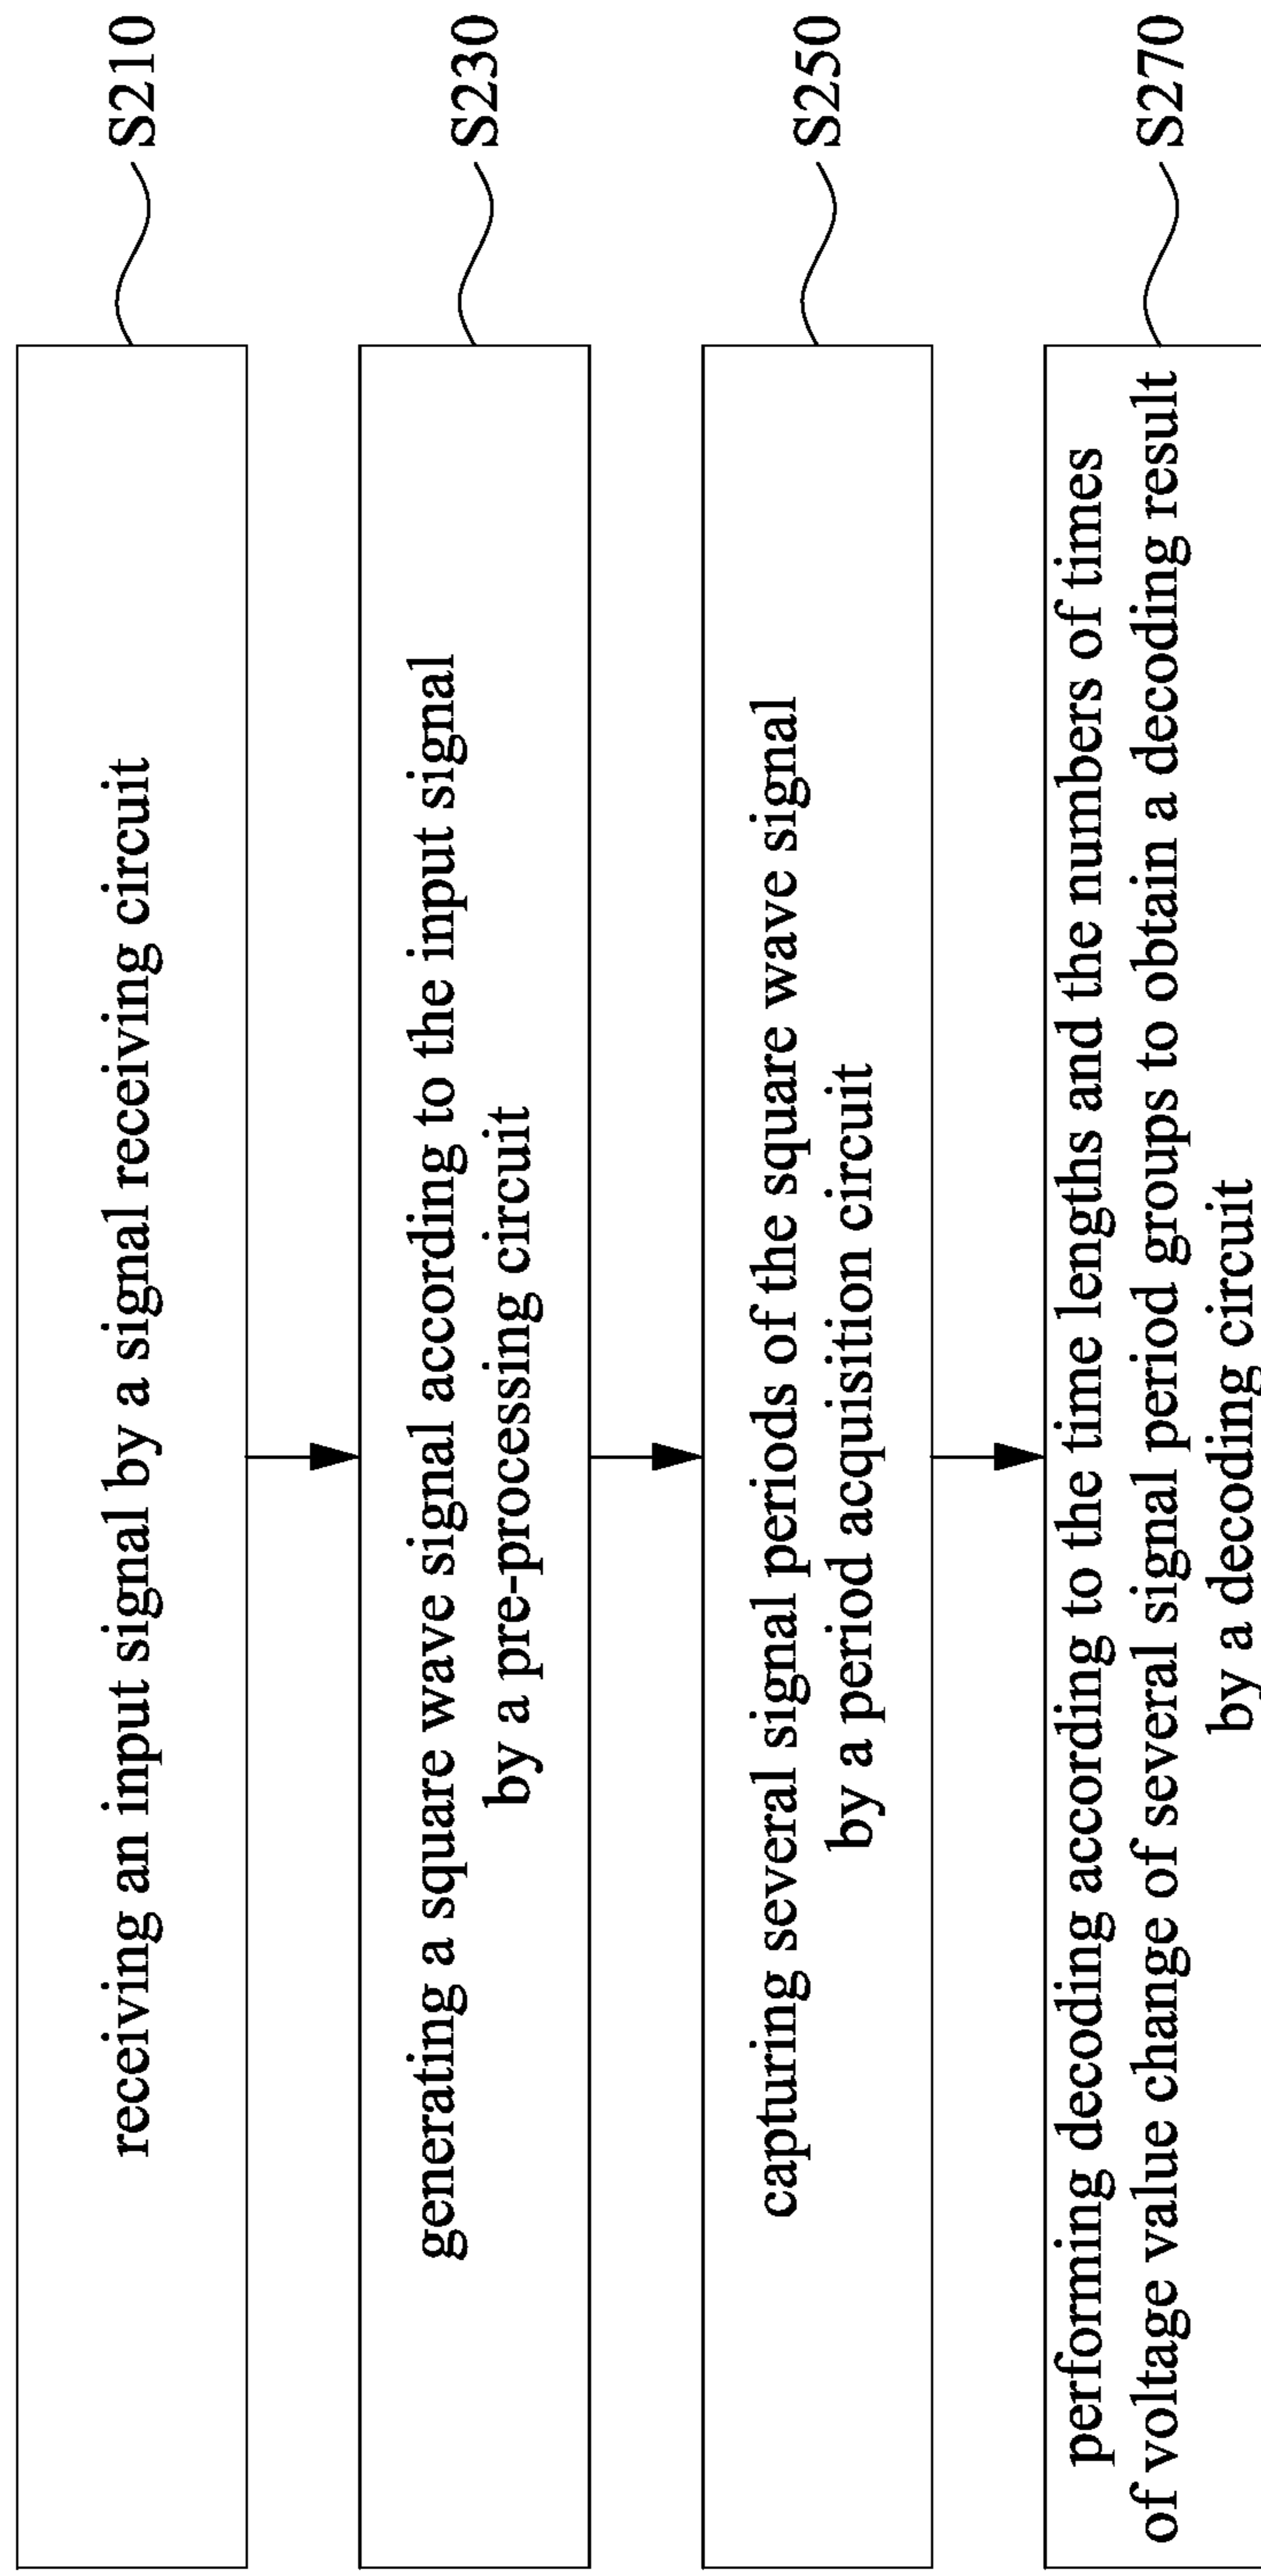 receiving an input signal by a signal receiving circuit
S210
generating a square wave signal according to the input signal
by a pre-processing circuit
S230
capturing several signal periods of the square wave signal
by a period acquisition circuit
S250
performing decoding according to the time lengths and the numbers of times
of voltage value change of several signal period groups to obtain a decoding result
by a decoding circuit
S270